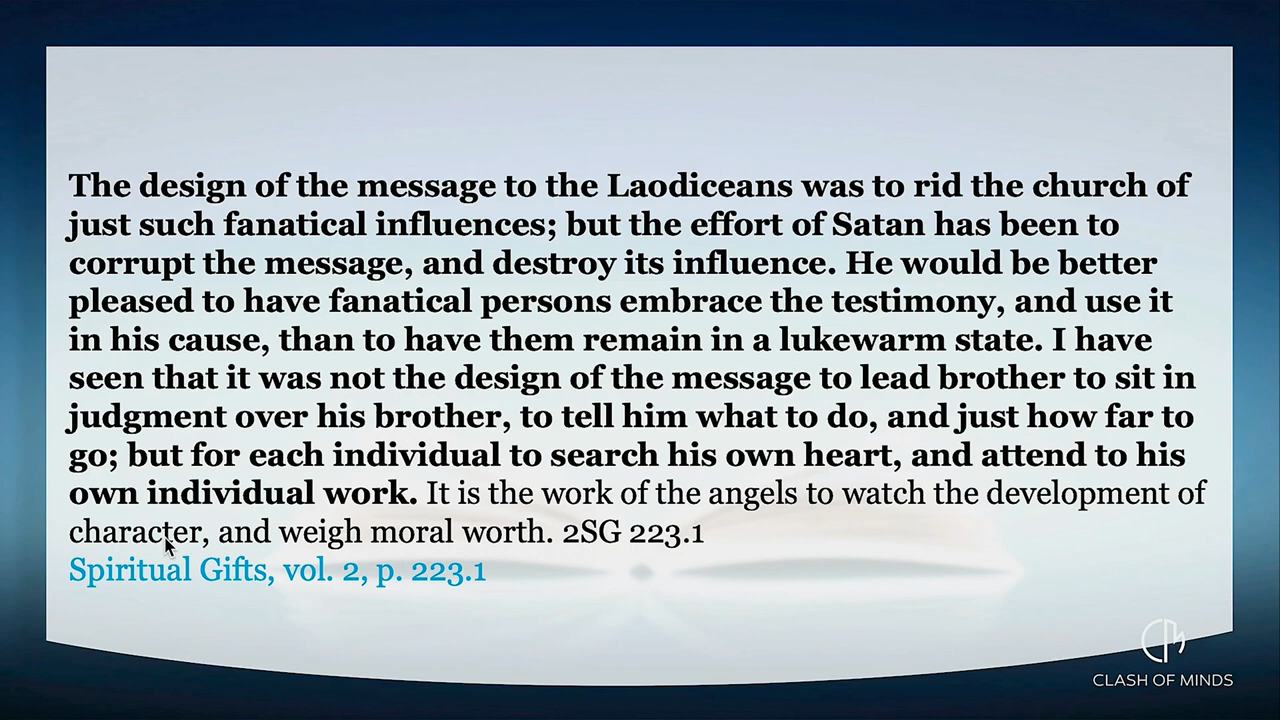 The design of the message to the Laodiceans was to rid the church of
just such fanatical influences; but the effort of Satan has been to
corrupt the message, and destroy its influence. He would be better
pleased to have fanatical persons embrace the testimony, and use it
in his cause, than to have them remain in a lukewarm state. I have
seen that it was not the design of the message to lead brother to sit in
judgment over his brother, to tell him what to do, and just how far to
go; but for each individual to search his own heart, and attend to his
own individual work. It is the work of the angels to watch the development of
character, and weigh moral worth. 2SG 223.1
Spiritual Gifts, vol. 2, p. 223.1
CLASH OF MINDS